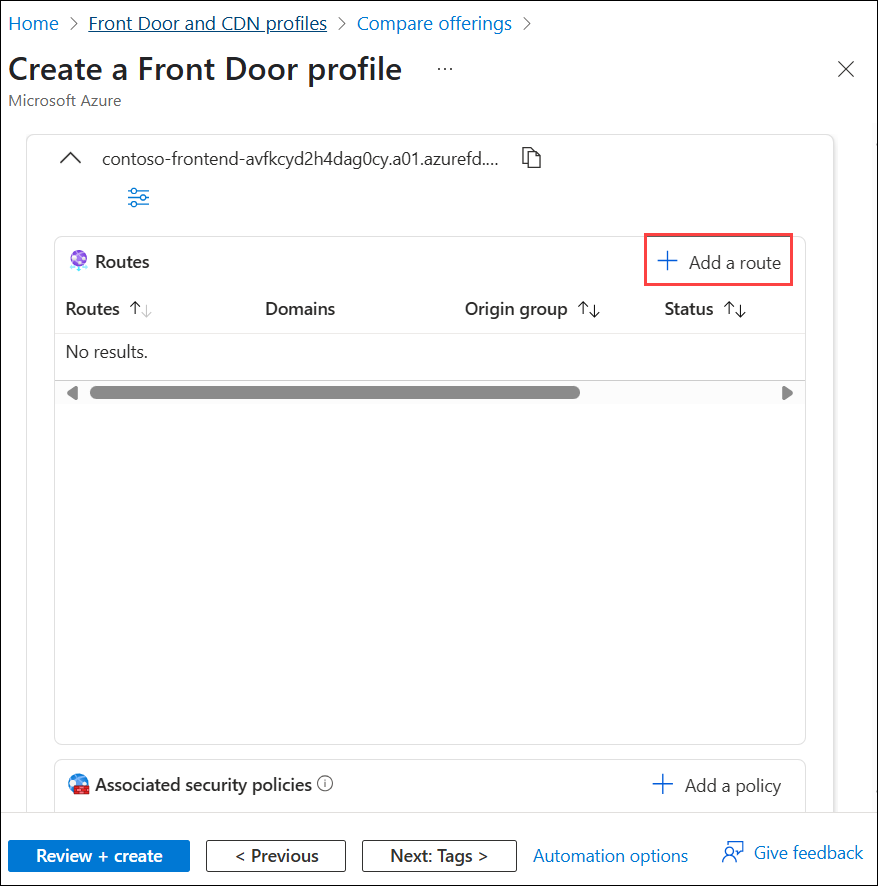 Home > Front Door and CDN profiles > Compare offerings >
Create a Front Door profile ...
Microsoft Azure
contoso-frontend-avfkcyd2h4dag0cy.a01.azurefd....
Routes + Add a route
Routes ↑↓ Domains Origin group ↑↓ Status ↑↓
No results.
Associated security policies + Add a policy
Review + create < Previous Next: Tags > Automation options Give feedback